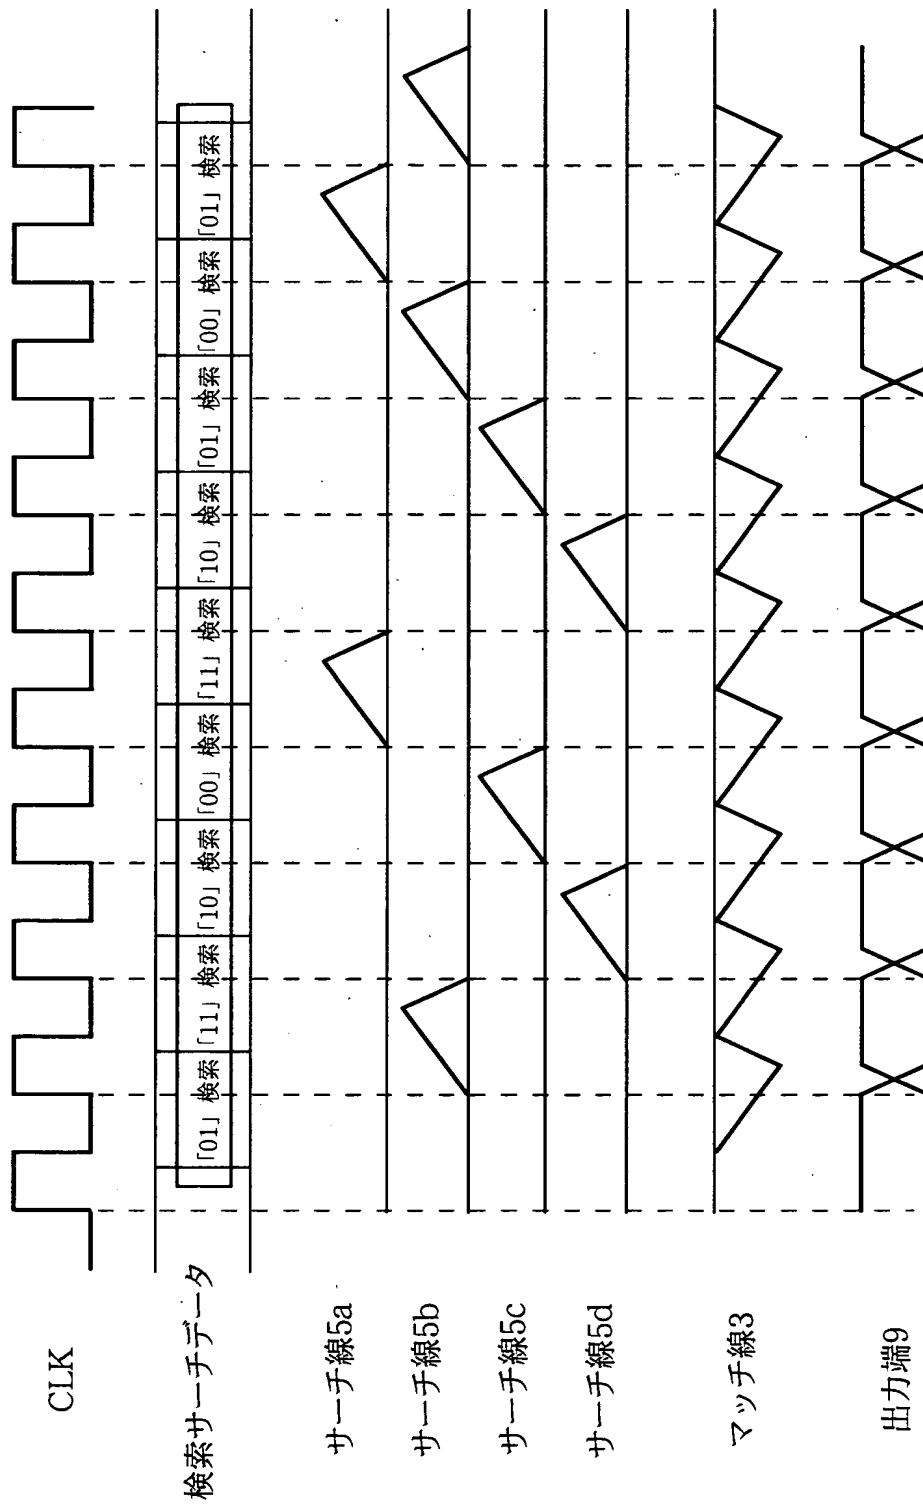 CLK
検索サーチデータ
「01」検索
「11」検索
「10」検索
「00」検索
「11」検索
「10」検索
「01」検索
「00」検索
「01」検索
サーチ線5a
サーチ線5b
サーチ線5c
サーチ線5d
マッチ線3
出力端9